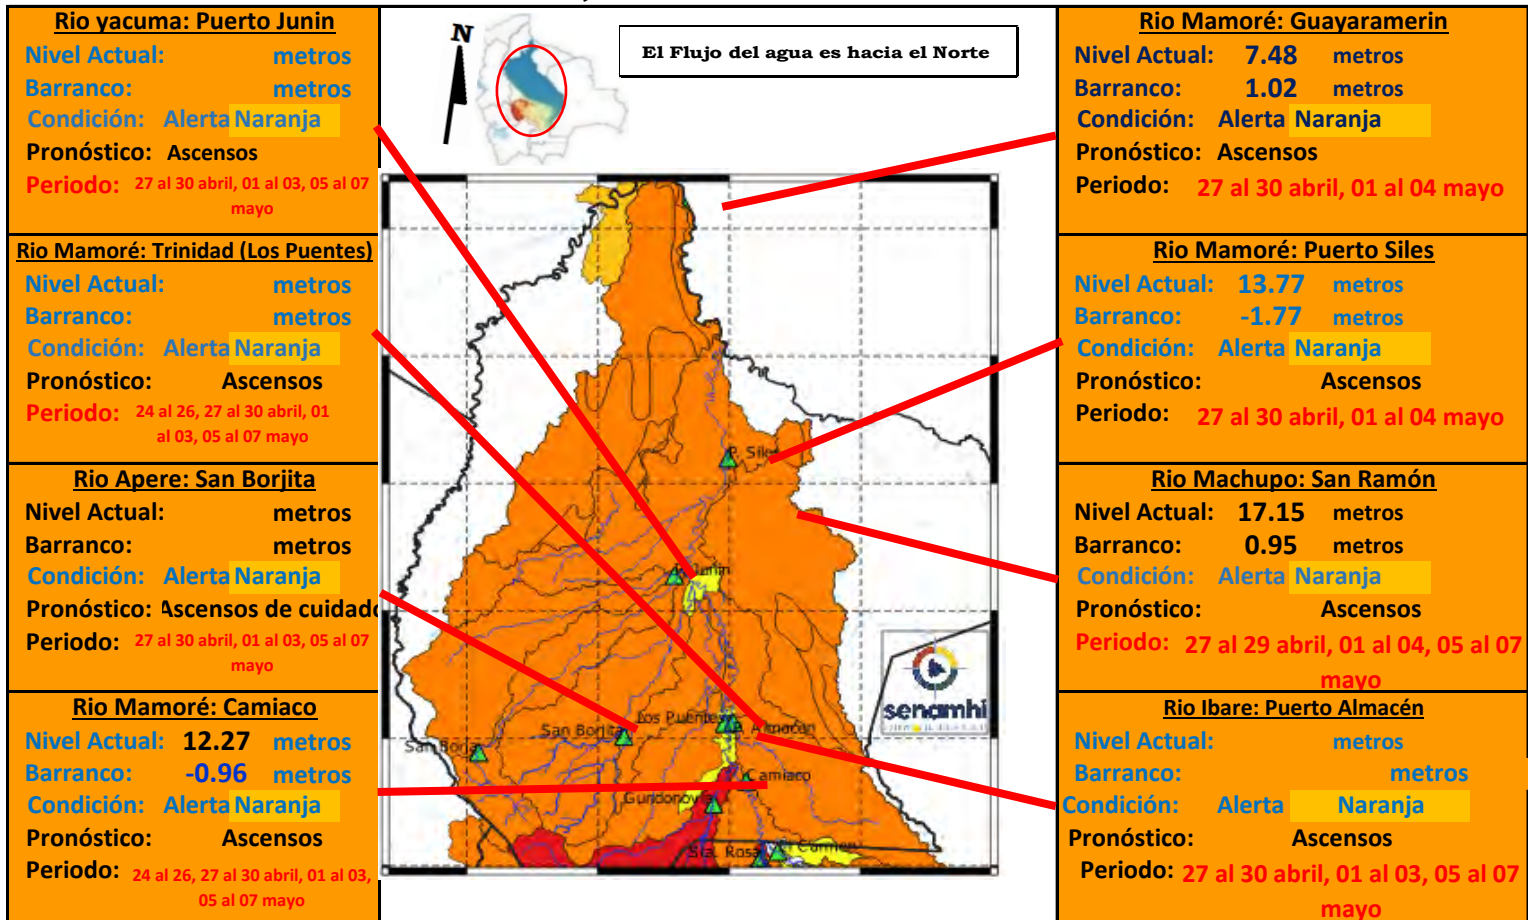 Rio yacuma: Puerto Junin
Nivel Actual: metros
Barranco: metros
Condición: Alerta Naranja
Pronóstico: Ascensos
Periodo: 27 al 30 abril, 01 al 03, 05 al 07
mayo
Rio Mamoré: Trinidad (Los Puentes)
Nivel Actual: metros
Barranco: metros
Condición: Alerta Naranja
Pronóstico: Ascensos
Periodo: 24 al 26, 27 al 30 abril, 01
al 03, 05 al 07 mayo
Rio Apere: San Borjita
Nivel Actual: metros
Barranco: metros
Condición: Alerta Naranja
Pronóstico: Ascensos de cuidado
Periodo: 27 al 30 abril, 01 al 03, 05 al 07
mayo
Rio Mamoré: Camiaco
Nivel Actual: 12.27 metros
Barranco: -0.96 metros
Condición: Alerta Naranja
Pronóstico: Ascensos
Periodo: 24 al 26, 27 al 30 abril, 01 al 03,
05 al 07 mayo
N
El Flujo del agua es hacia el Norte
P. Siles
Junin
Los Puentes
P. Almacen
San Borjita
San Borja
Camiaco
Gundonovia
Sta. Rosa
El Carmen
senamhi
Rio Mamoré: Guayaramerin
Nivel Actual: 7.48 metros
Barranco: 1.02 metros
Condición: Alerta Naranja
Pronóstico: Ascensos
Periodo: 27 al 30 abril, 01 al 04 mayo
Rio Mamoré: Puerto Siles
Nivel Actual: 13.77 metros
Barranco: -1.77 metros
Condición: Alerta Naranja
Pronóstico: Ascensos
Periodo: 27 al 30 abril, 01 al 04 mayo
Rio Machupo: San Ramón
Nivel Actual: 17.15 metros
Barranco: 0.95 metros
Condición: Alerta Naranja
Pronóstico: Ascensos
Periodo: 27 al 29 abril, 01 al 04, 05 al 07
mayo
Rio Ibare: Puerto Almacén
Nivel Actual: metros
Barranco: metros
Condición: Alerta Naranja
Pronóstico: Ascensos
Periodo: 27 al 30 abril, 01 al 03, 05 al 07
mayo